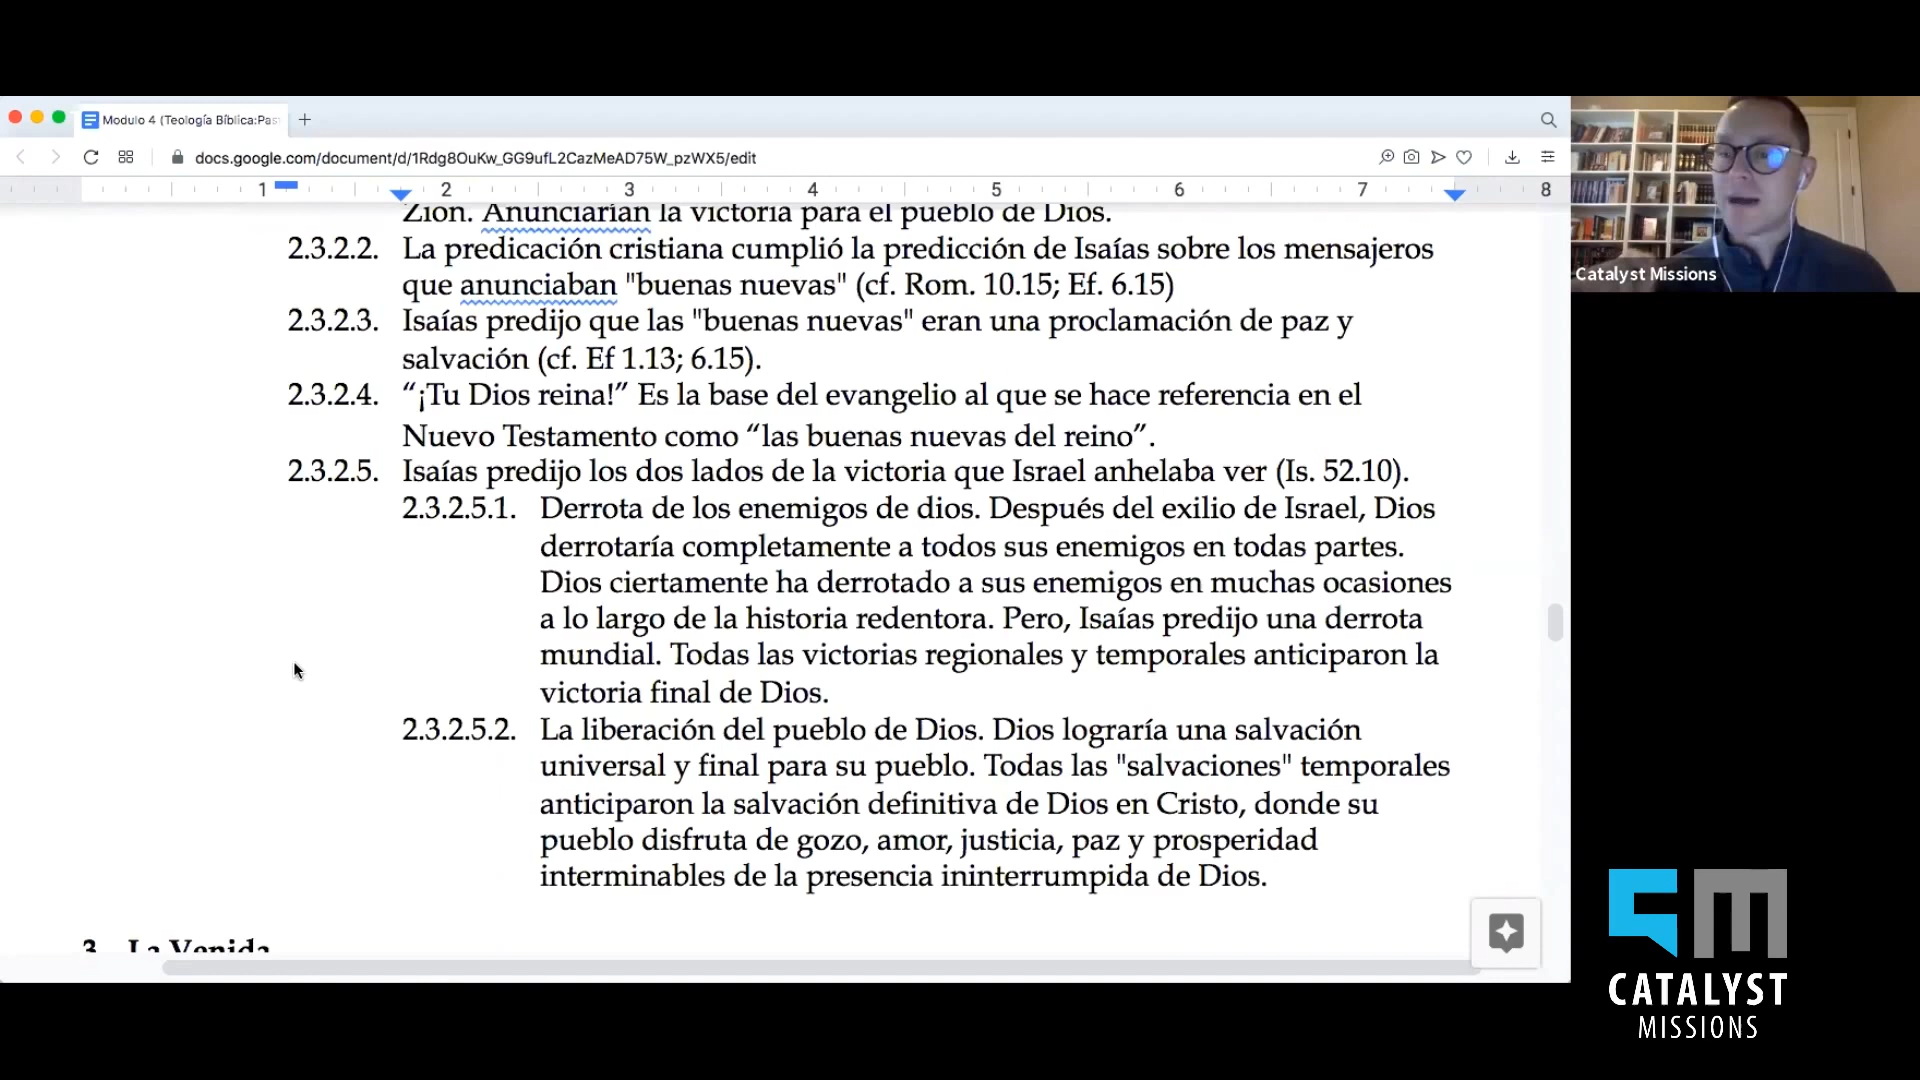 Modulo 4 (Teología Bíblica:Pas
docs.google.com/document/d/1Rdg8OuKw_GG9ufL2CazMeAD75W_pzWX5/edit
1 2 3 4 5 6 7 8
Zion. Anunciarían la victoria para el pueblo de Dios.
2.3.2.2. La predicación cristiana cumplió la predicción de Isaías sobre los mensajeros
que anunciaban "buenas nuevas" (cf. Rom. 10.15; Ef. 6.15)
2.3.2.3. Isaías predijo que las "buenas nuevas" eran una proclamación de paz y
salvación (cf. Ef 1.13; 6.15).
2.3.2.4. “¡Tu Dios reina!” Es la base del evangelio al que se hace referencia en el
Nuevo Testamento como “las buenas nuevas del reino”.
2.3.2.5. Isaías predijo los dos lados de la victoria que Israel anhelaba ver (Is. 52.10).
2.3.2.5.1. Derrota de los enemigos de dios. Después del exilio de Israel, Dios
derrotaría completamente a todos sus enemigos en todas partes.
Dios ciertamente ha derrotado a sus enemigos en muchas ocasiones
a lo largo de la historia redentora. Pero, Isaías predijo una derrota
mundial. Todas las victorias regionales y temporales anticiparon la
victoria final de Dios.
2.3.2.5.2. La liberación del pueblo de Dios. Dios lograría una salvación
universal y final para su pueblo. Todas las "salvaciones" temporales
anticiparon la salvación definitiva de Dios en Cristo, donde su
pueblo disfruta de gozo, amor, justicia, paz y prosperidad
interminables de la presencia ininterrumpida de Dios.
3. La Venida
Catalyst Missions
CATALYST
MISSIONS